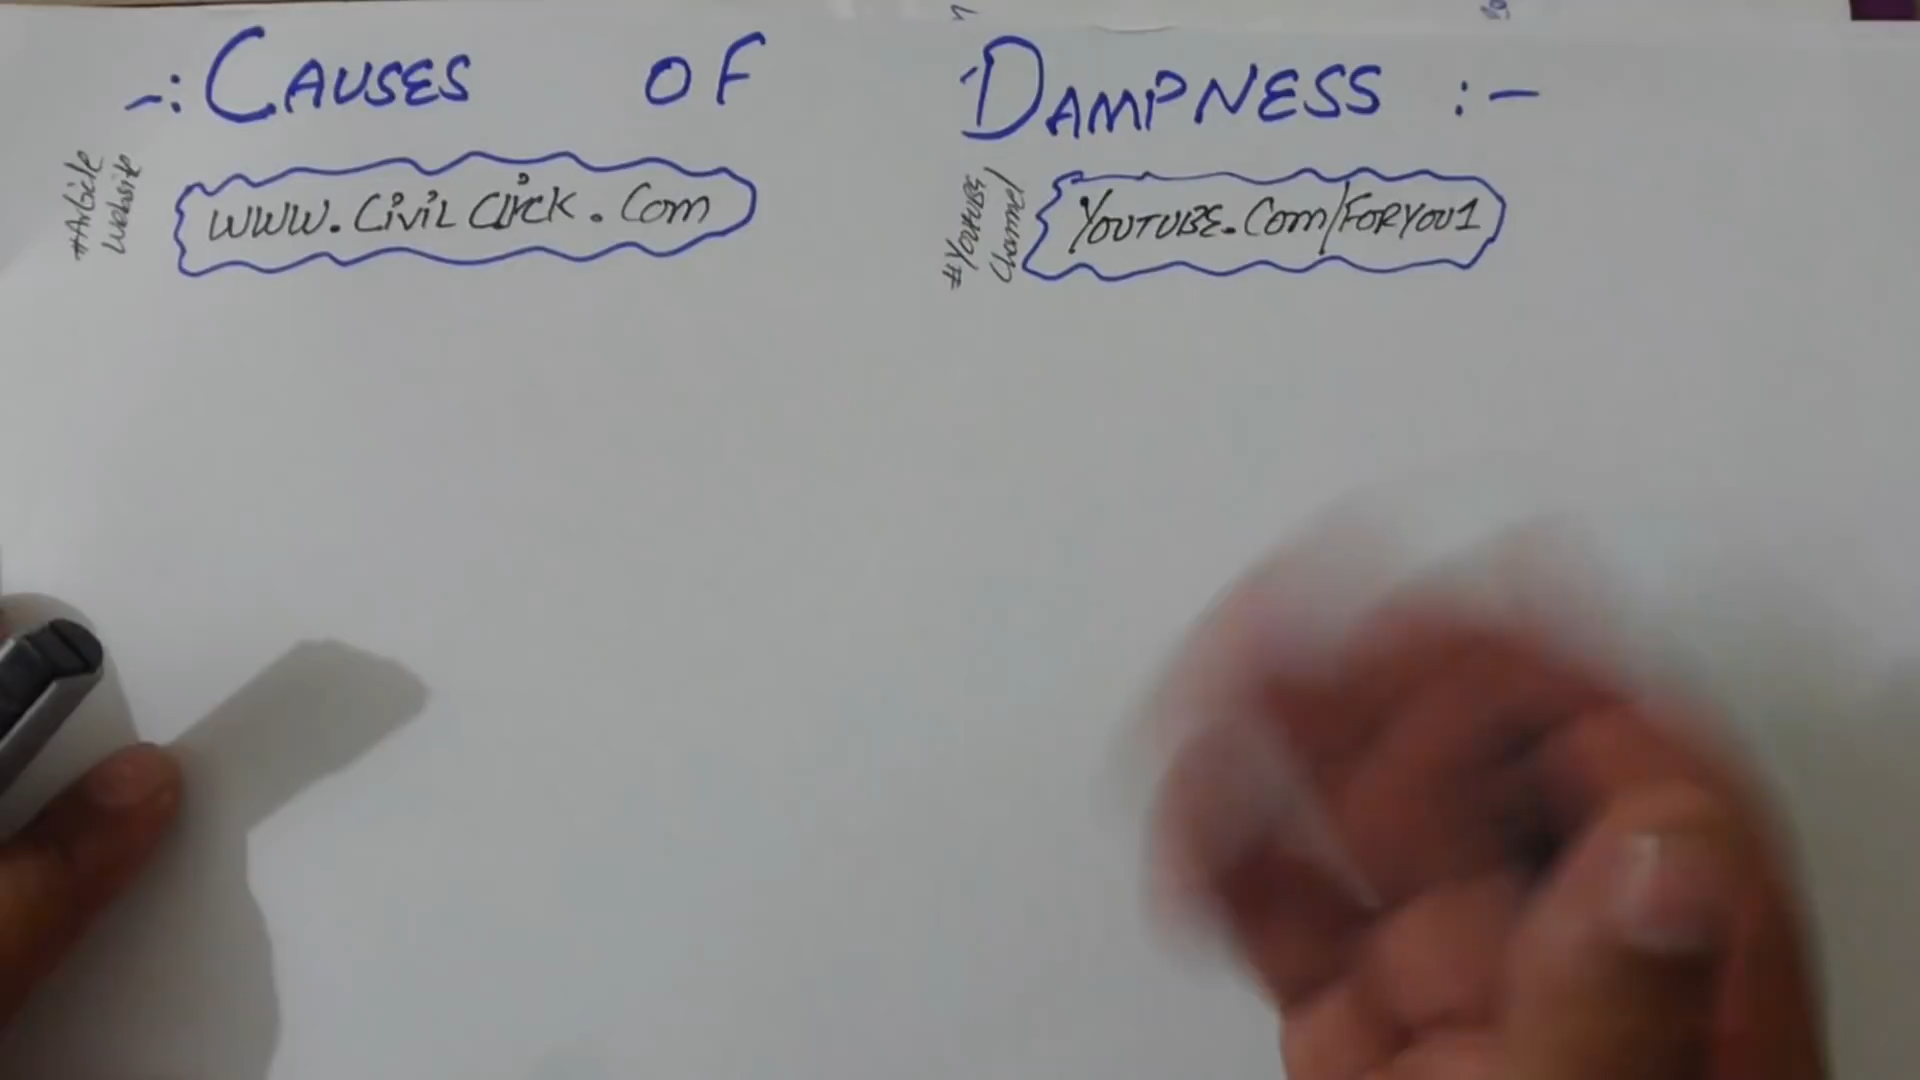 -: CAUSES OF DAMPNESS :-
#Article
Website
www.Civil Click.Com
#YOUTUBE
Channel
YOUTUBE.Com/FORYOU1